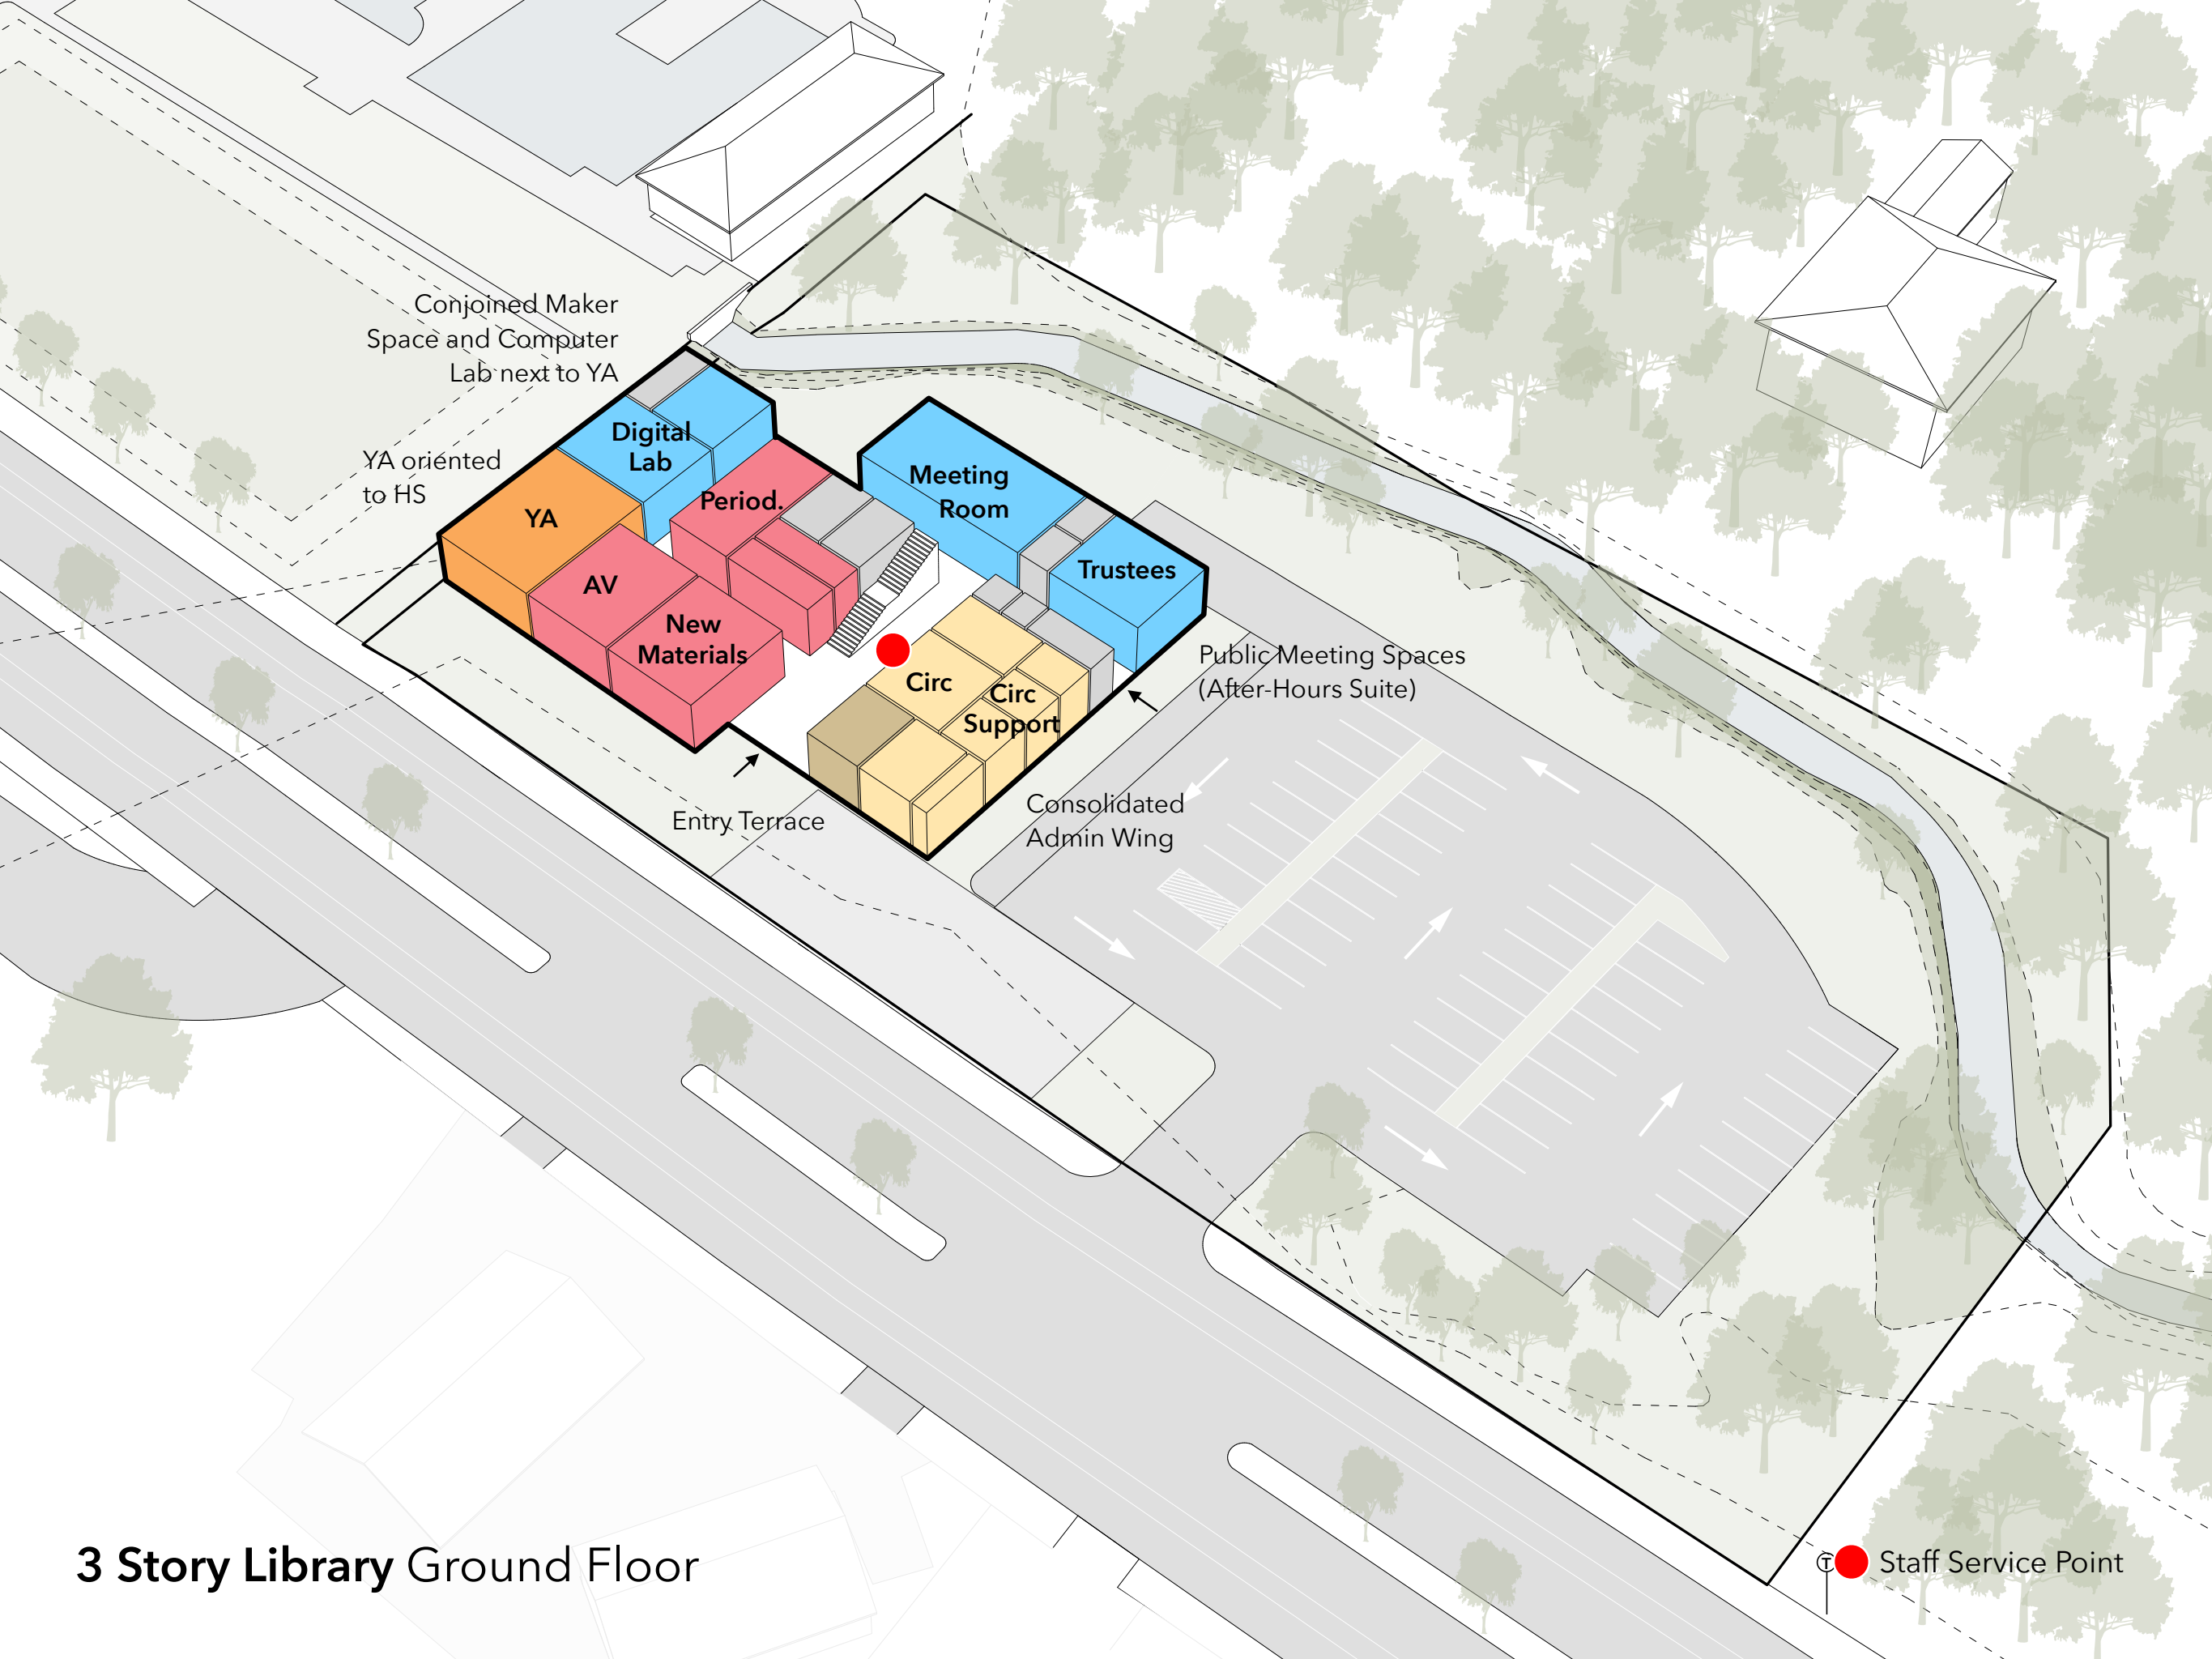 Conjoined Maker
Space and Computer
Lab next to YA
YA oriented
to HS
Digital
Lab
YA
Period.
AV
New
Materials
Meeting
Room
Trustees
Circ
Circ
Support
Public Meeting Spaces
(After-Hours Suite)
Entry Terrace
Consolidated
Admin Wing
3 Story Library Ground Floor
T
Staff Service Point